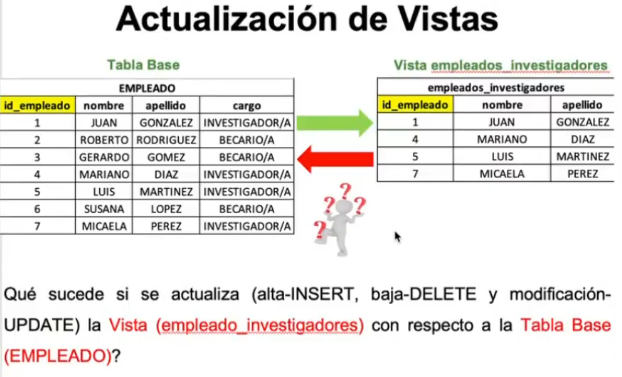 Actualización de Vistas
Tabla Base
EMPLEADO
id_empleado nombre apellido cargo
1 JUAN GONZALEZ INVESTIGADOR/A
2 ROBERTO RODRIGUEZ BECARIO/A
3 GERARDO GOMEZ BECARIO/A
4 MARIANO DIAZ INVESTIGADOR/A
5 LUIS MARTINEZ INVESTIGADOR/A
6 SUSANA LOPEZ BECARIO/A
7 MICAELA PEREZ INVESTIGADOR/A
Vista empleados_investigadores
empleados_investigadores
id_empleado nombre apellido
1 JUAN GONZALEZ
4 MARIANO DIAZ
5 LUIS MARTINEZ
7 MICAELA PEREZ
? ? ? ?
Qué sucede si se actualiza (alta-INSERT, baja-DELETE y modificación-
UPDATE) la Vista (empleado_investigadores) con respecto a la Tabla Base
(EMPLEADO)?